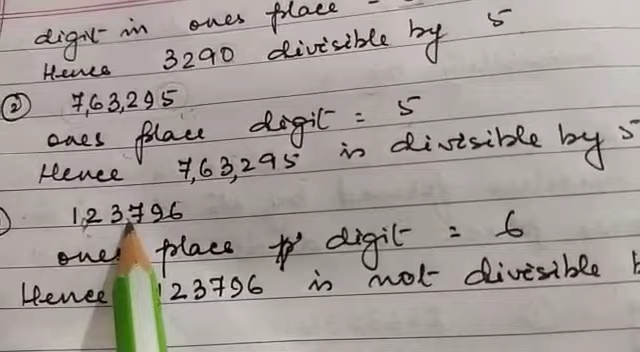 digit in ones place =
Hence 3290 divisible by 5
② 7,63,295
ones place digit = 5
Hence 7,63,295 is divisible by 5
1,23,796
ones place digit = 6
Hence 123796 is not divisible b